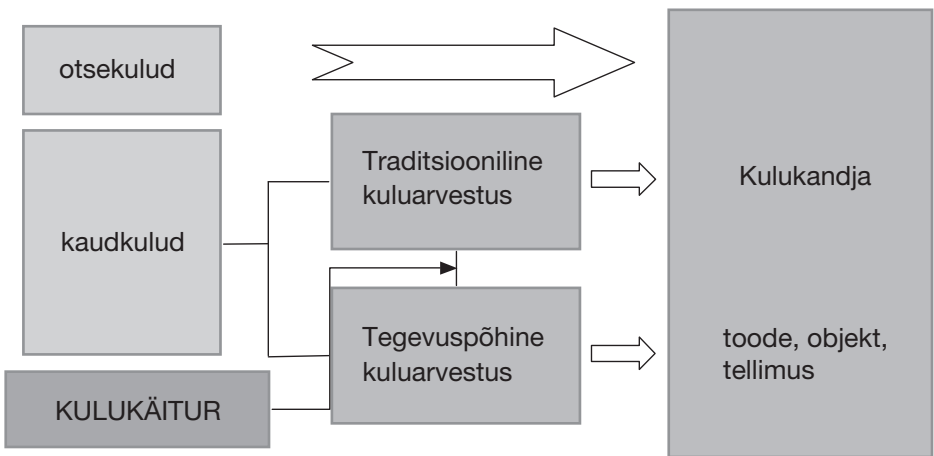 otsekulud
kaudkulud
KULUKÄITUR
Traditsiooniline
kuluarvestus
Tegevuspõhine
kuluarvestus
Kulukandja
toode, objekt,
tellimus